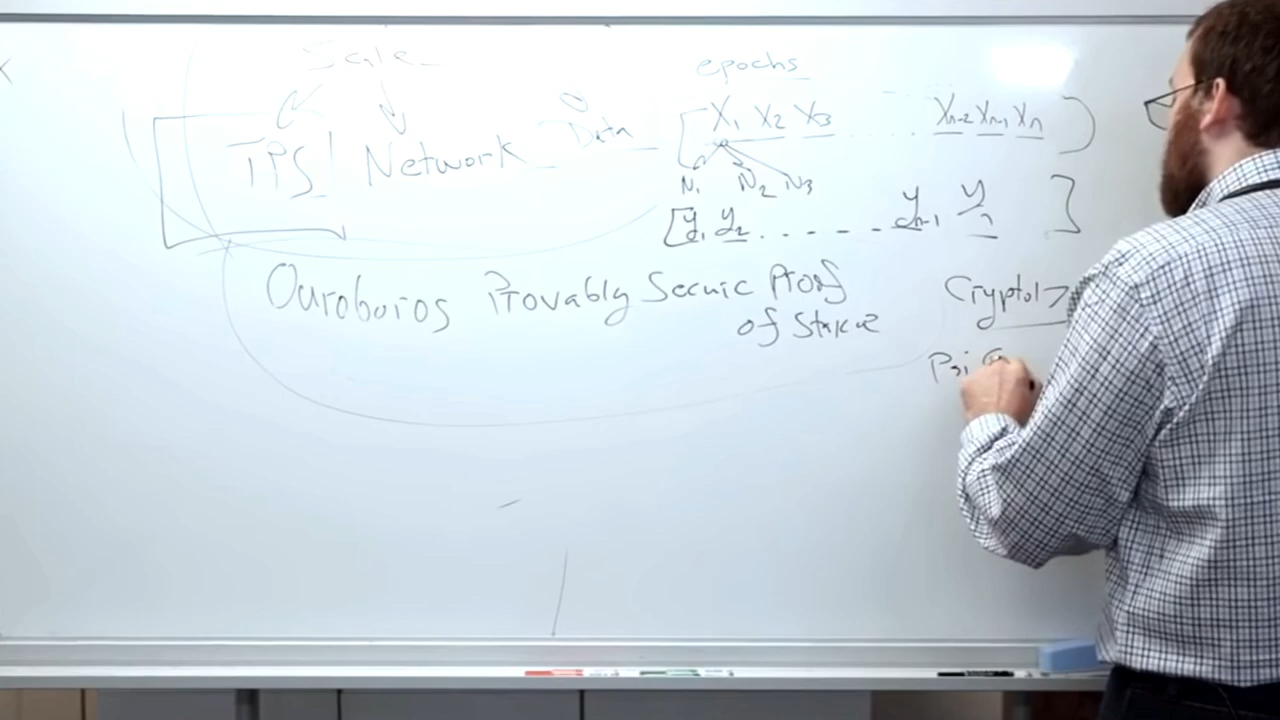 Scale
TPS Network Data
epochs
X1 X2 X3 ........ Xn-2 Xn-1 Xn
N1 N2 N3
[y1 y2 . . - - - - yn-1 yn]
Ouroboros Provably Secure Proof
of Stake
Cryptol
Psi